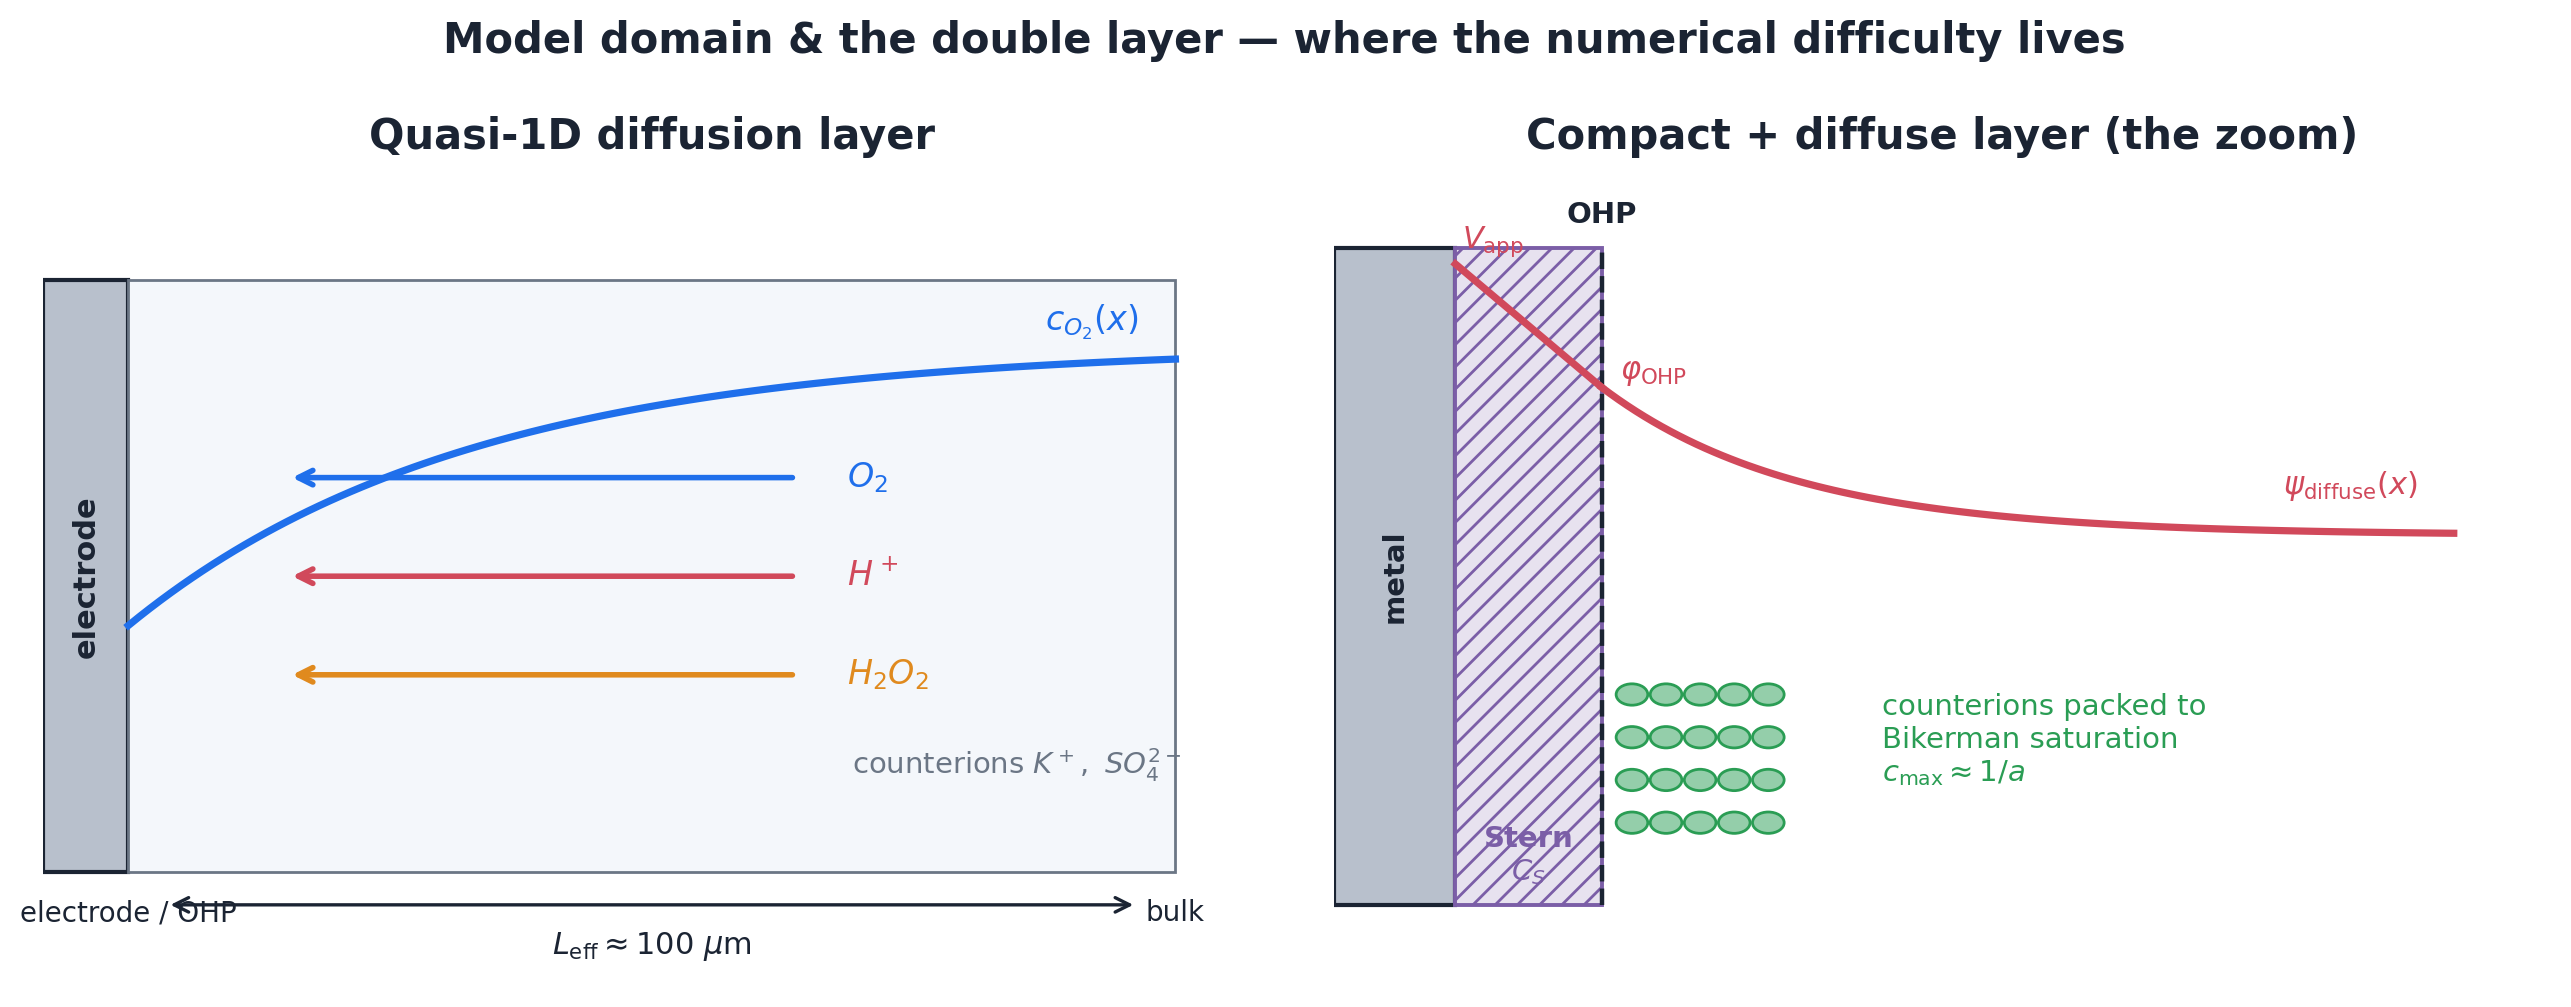 Model domain & the double layer — where the numerical difficulty lives
Quasi-1D diffusion layer
Compact + diffuse layer (the zoom)
electrode
c_{O_2}(x)
O_2
H^+
H_2O_2
counterions K^+, SO_4^{2−}
electrode / OHP
bulk
L_eff ≈ 100 μm
OHP
V_app
φ_OHP
ψ_diffuse(x)
metal
counterions packed to
Bikerman saturation
c_max ≈ 1/a
Stern
C_S